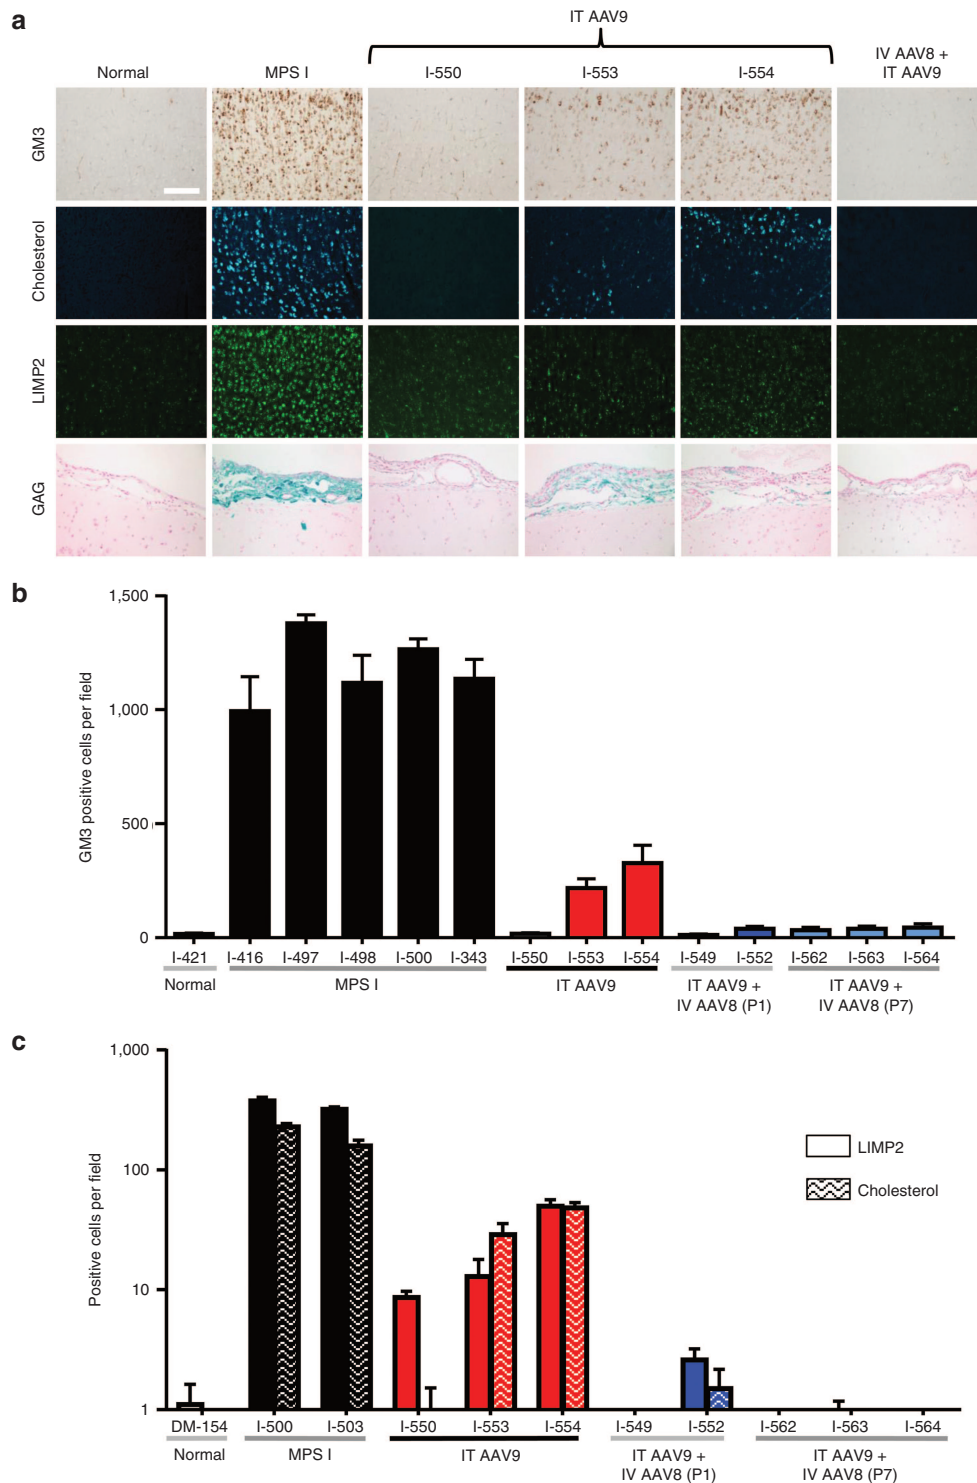 a
IT AAV9
Normal MPS I I-550 I-553 I-554 IV AAV8 + IT AAV9
GM3
Cholesterol
LIMP2
GAG
b
GM3 positive cells per field
1,500
1,000
500
0
I-421 I-416 I-497 I-498 I-500 I-343 I-550 I-553 I-554 I-549 I-552 I-562 I-563 I-564
Normal MPS I IT AAV9 IT AAV9 + IT AAV9 +
IV AAV8 (P1) IV AAV8 (P7)
c
Positive cells per field
1,000
100
10
1
LIMP2
Cholesterol
DM-154 I-500 I-503 I-550 I-553 I-554 I-549 I-552 I-562 I-563 I-564
Normal MPS I IT AAV9 IT AAV9 + IT AAV9 +
IV AAV8 (P1) IV AAV8 (P7)